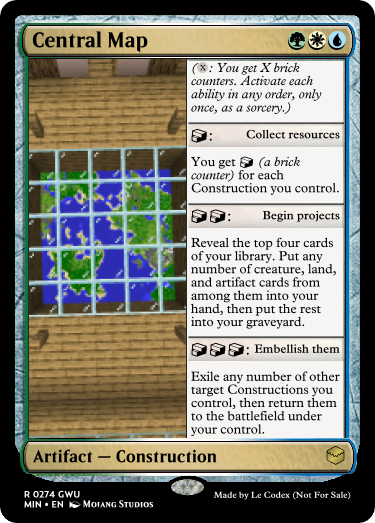 Central Map
(X: You get X brick
counters. Activate each
ability in any order, only
once, as a sorcery.)
: Collect resources
You get (a brick
counter) for each
Construction you control.
: Begin projects
Reveal the top four cards
of your library. Put any
number of creature, land,
and artifact cards from
among them into your
hand, then put the rest
into your graveyard.
: Embellish them
Exile any number of other
target Constructions you
control, then return them
to the battlefield under
your control.
Artifact — Construction
R 0274 GWU
MIN • EN Mojang Studios
Made by Le Codex (Not For Sale)